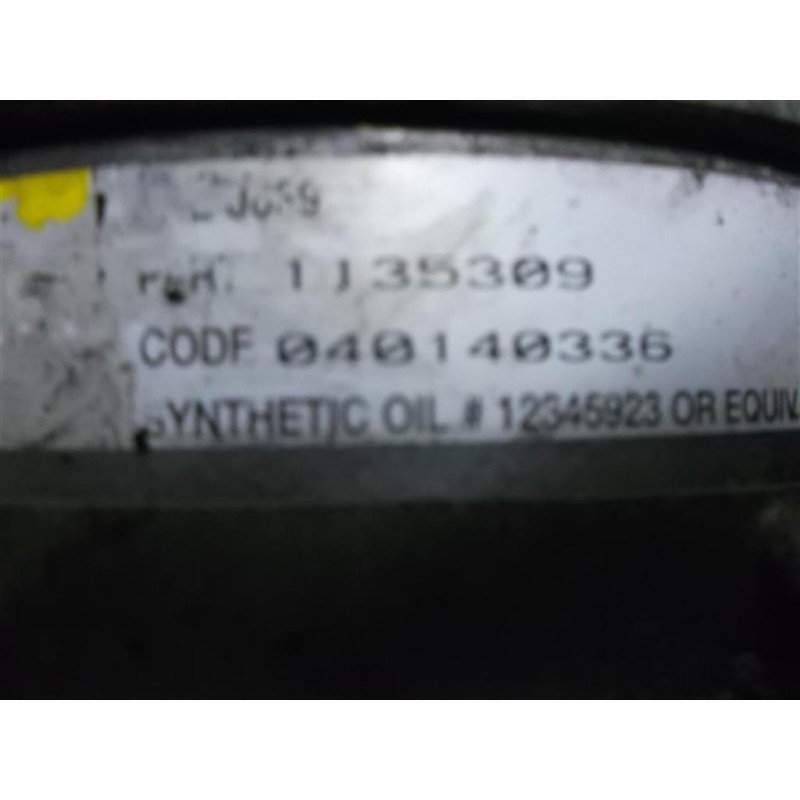 1135309
CODE 040140336
SYNTHETIC OIL # 12345923 OR EQUIV.